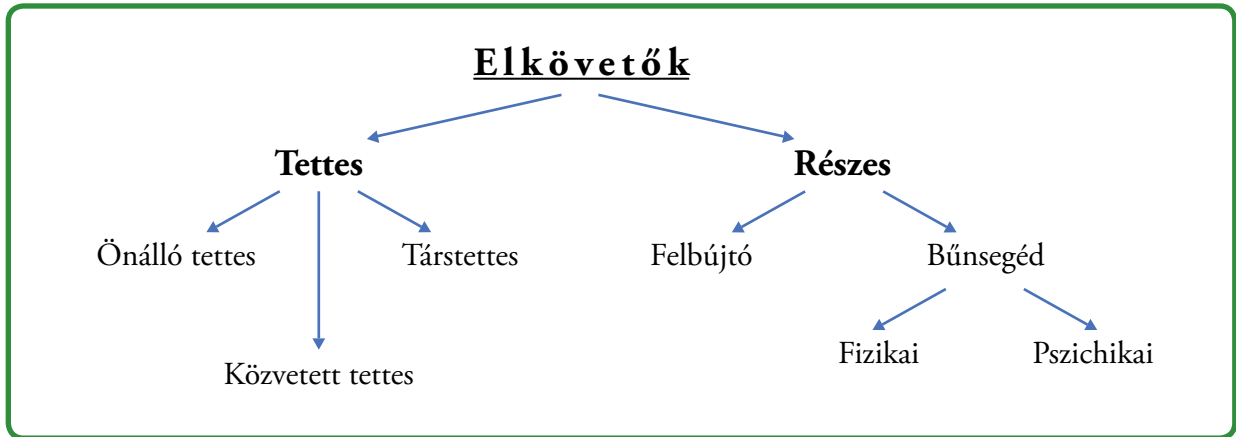 Elkövetők
Tettes
Részes
Önálló tettes
Társtettes
Felbújtó
Bűnsegéd
Közvetett tettes
Fizikai
Pszichikai